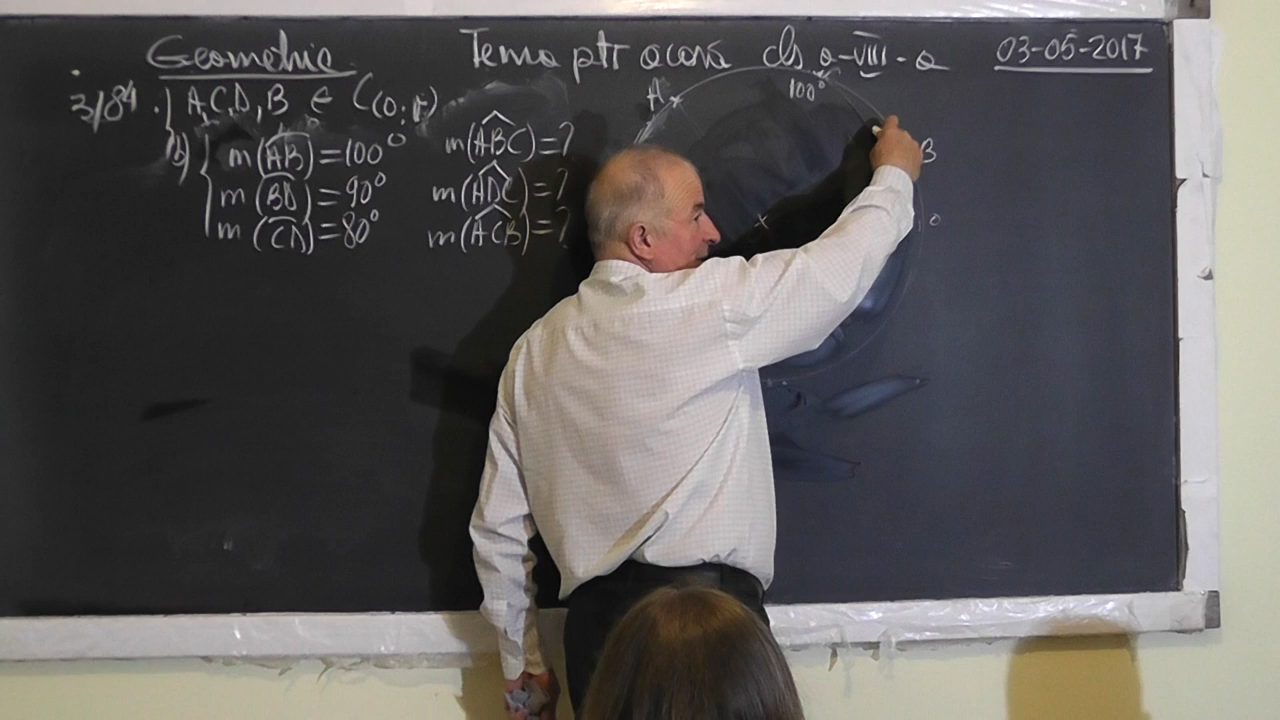 Geometrie Tema ptr acasă cls a-VIII-a 03-05-2017
3/84 a) A,C,D,B ∈ C(O;r)
b) m(AB)=100° m(ABC)=?
m(BD)=90° m(ADC)=?
m(CD)=80° m(ACB)=?
A 100°
B